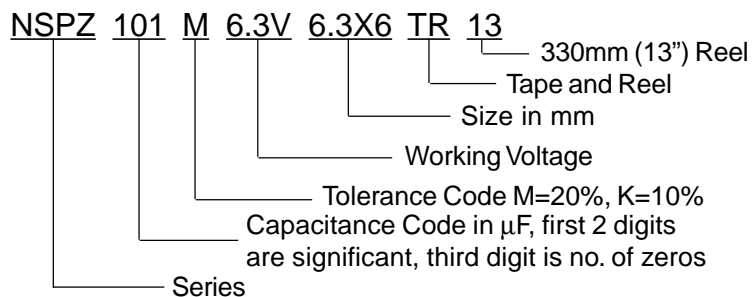 NSPZ 101 M 6.3V 6.3X6 TR 13
330mm (13”) Reel
Tape and Reel
Size in mm
Working Voltage
Tolerance Code M=20%, K=10%
Capacitance Code in μF, first 2 digits
are significant, third digit is no. of zeros
Series